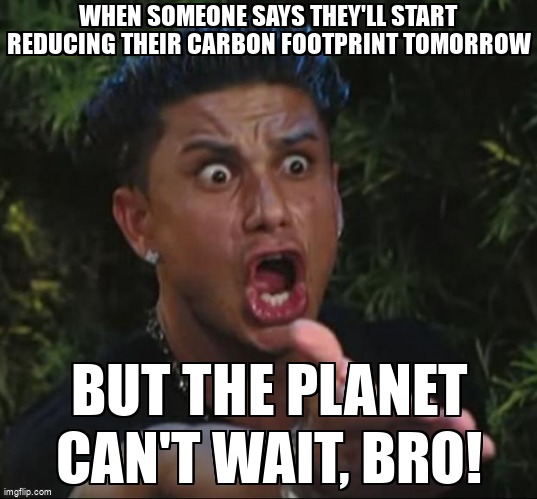 WHEN SOMEONE SAYS THEY'LL START
REDUCING THEIR CARBON FOOTPRINT TOMORROW
BUT THE PLANET
CAN'T WAIT, BRO!
imgflip.com